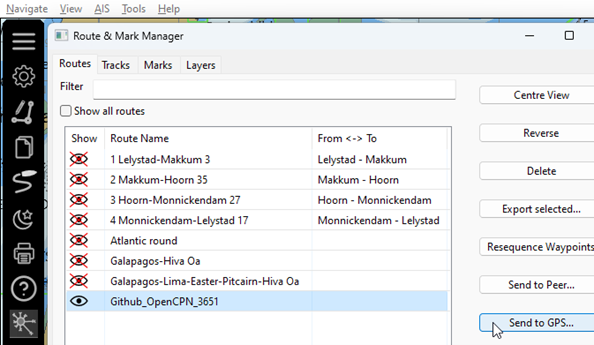 Navigate View AIS Tools Help
Route & Mark Manager
Routes Tracks Marks Layers
Filter
Show all routes
Show Route Name From <-> To
1 Lelystad-Makkum 3 Lelystad - Makkum
2 Makkum-Hoorn 35 Makkum - Hoorn
3 Hoorn-Monnickendam 27 Hoorn - Monnickendam
4 Monnickendam-Lelystad 17 Monnickendam - Lelystad
Atlantic round
Galapagos-Hiva Oa
Galapagos-Lima-Easter-Pitcairn-Hiva Oa
Github_OpenCPN_3651
Centre View
Reverse
Delete
Export selected...
Resequence Waypoints
Send to Peer...
Send to GPS...